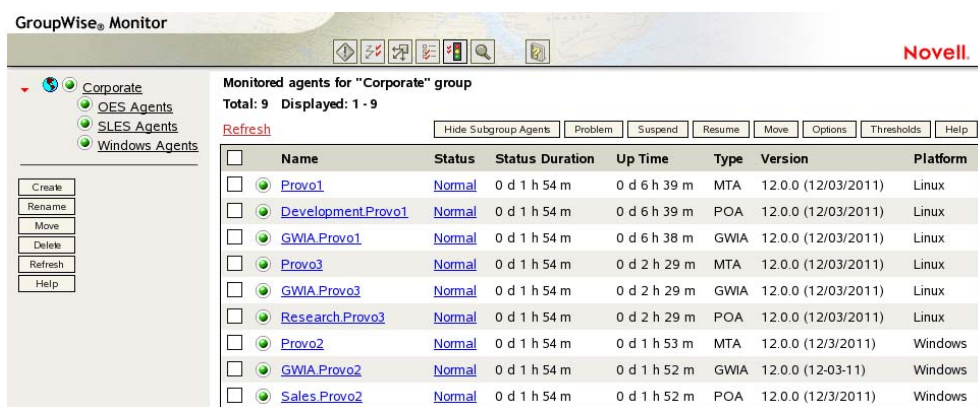 GroupWise® Monitor
Novell.
Corporate
OES Agents
SLES Agents
Windows Agents
Create
Rename
Move
Delete
Refresh
Help
Monitored agents for "Corporate" group
Total: 9 Displayed: 1 - 9
Refresh Hide Subgroup Agents Problem Suspend Resume Move Options Thresholds Help
Name Status Status Duration Up Time Type Version Platform
Provo1 Normal 0 d 1 h 54 m 0 d 6 h 39 m MTA 12.0.0 (12/03/2011) Linux
Development.Provo1 Normal 0 d 1 h 54 m 0 d 6 h 39 m POA 12.0.0 (12/03/2011) Linux
GWIA.Provo1 Normal 0 d 1 h 54 m 0 d 6 h 38 m GWIA 12.0.0 (12/03/2011) Linux
Provo3 Normal 0 d 1 h 54 m 0 d 2 h 29 m MTA 12.0.0 (12/03/2011) Linux
GWIA.Provo3 Normal 0 d 1 h 54 m 0 d 2 h 29 m GWIA 12.0.0 (12/03/2011) Linux
Research.Provo3 Normal 0 d 1 h 54 m 0 d 2 h 29 m POA 12.0.0 (12/03/2011) Linux
Provo2 Normal 0 d 1 h 54 m 0 d 1 h 53 m MTA 12.0.0 (12/3/2011) Windows
GWIA.Provo2 Normal 0 d 1 h 54 m 0 d 1 h 52 m GWIA 12.0.0 (12-03-11) Windows
Sales.Provo2 Normal 0 d 1 h 54 m 0 d 1 h 52 m POA 12.0.0 (12/3/2011) Windows